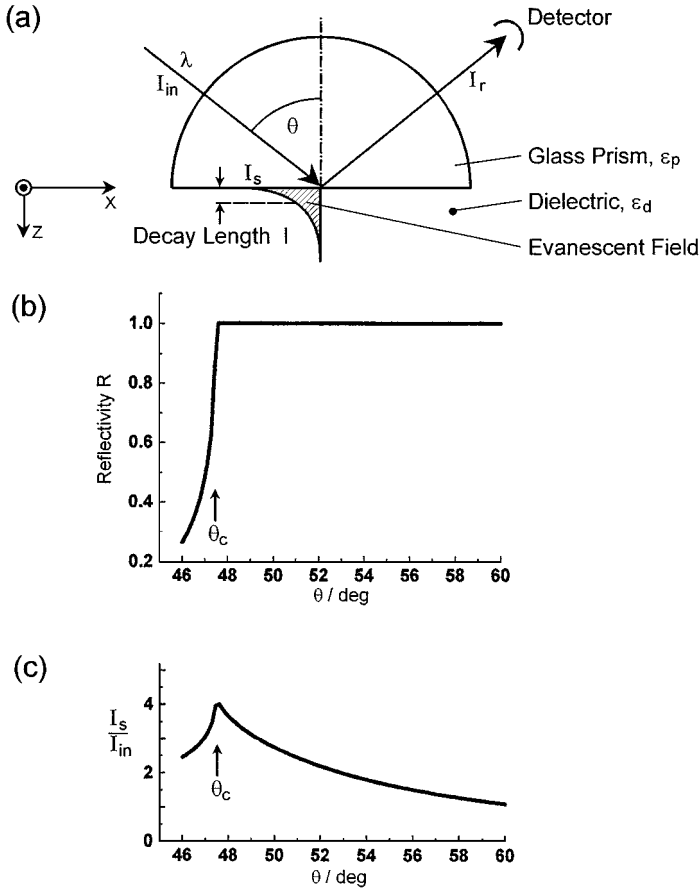 (a)
Detector
λ
I_in
I_r
θ
Glass Prism, ε_p
I_s
x
Dielectric, ε_d
z
Decay Length l
Evanescent Field
(b)
1.0
0.8
0.6
0.4
0.2
Reflectivity R
θ_c
46 48 50 52 54 56 58 60
θ / deg
(c)
4
2
0
I_s
I_in
θ_c
46 48 50 52 54 56 58 60
θ / deg